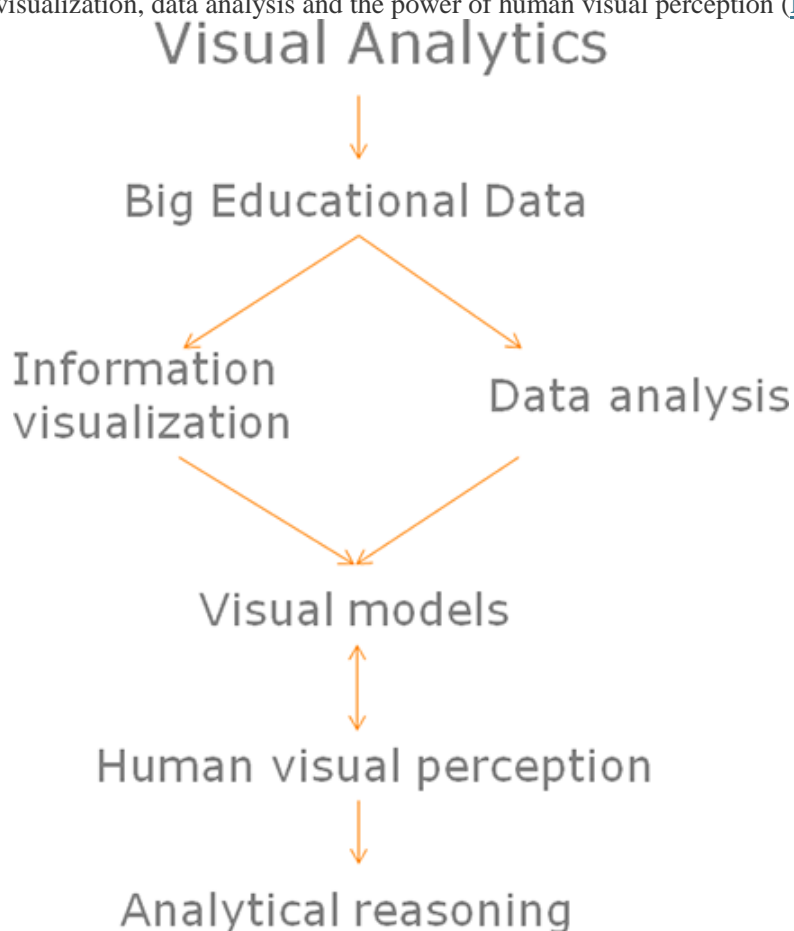 visualization, data analysis and the power of human visual perception (
Visual Analytics
Big Educational Data
Information
visualization
Data analysis
Visual models
Human visual perception
Analytical reasoning